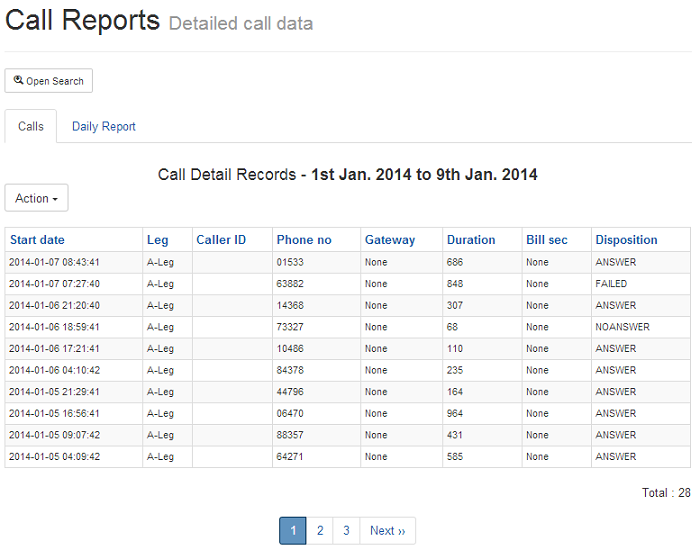 Call Reports Detailed call data
Open Search
Calls Daily Report
Call Detail Records - 1st Jan. 2014 to 9th Jan. 2014
Action
Start date Leg Caller ID Phone no Gateway Duration Bill sec Disposition
2014-01-07 08:43:41 A-Leg 01533 None 686 None ANSWER
2014-01-07 07:27:40 A-Leg 63882 None 848 None FAILED
2014-01-06 21:20:40 A-Leg 14368 None 307 None ANSWER
2014-01-06 18:59:41 A-Leg 73327 None 68 None NOANSWER
2014-01-06 17:21:41 A-Leg 10486 None 110 None ANSWER
2014-01-06 04:10:42 A-Leg 84378 None 235 None ANSWER
2014-01-05 21:29:41 A-Leg 44796 None 164 None ANSWER
2014-01-05 16:56:41 A-Leg 06470 None 964 None ANSWER
2014-01-05 09:07:42 A-Leg 88357 None 431 None ANSWER
2014-01-05 04:09:42 A-Leg 64271 None 585 None ANSWER
Total : 28
1 2 3 Next ››